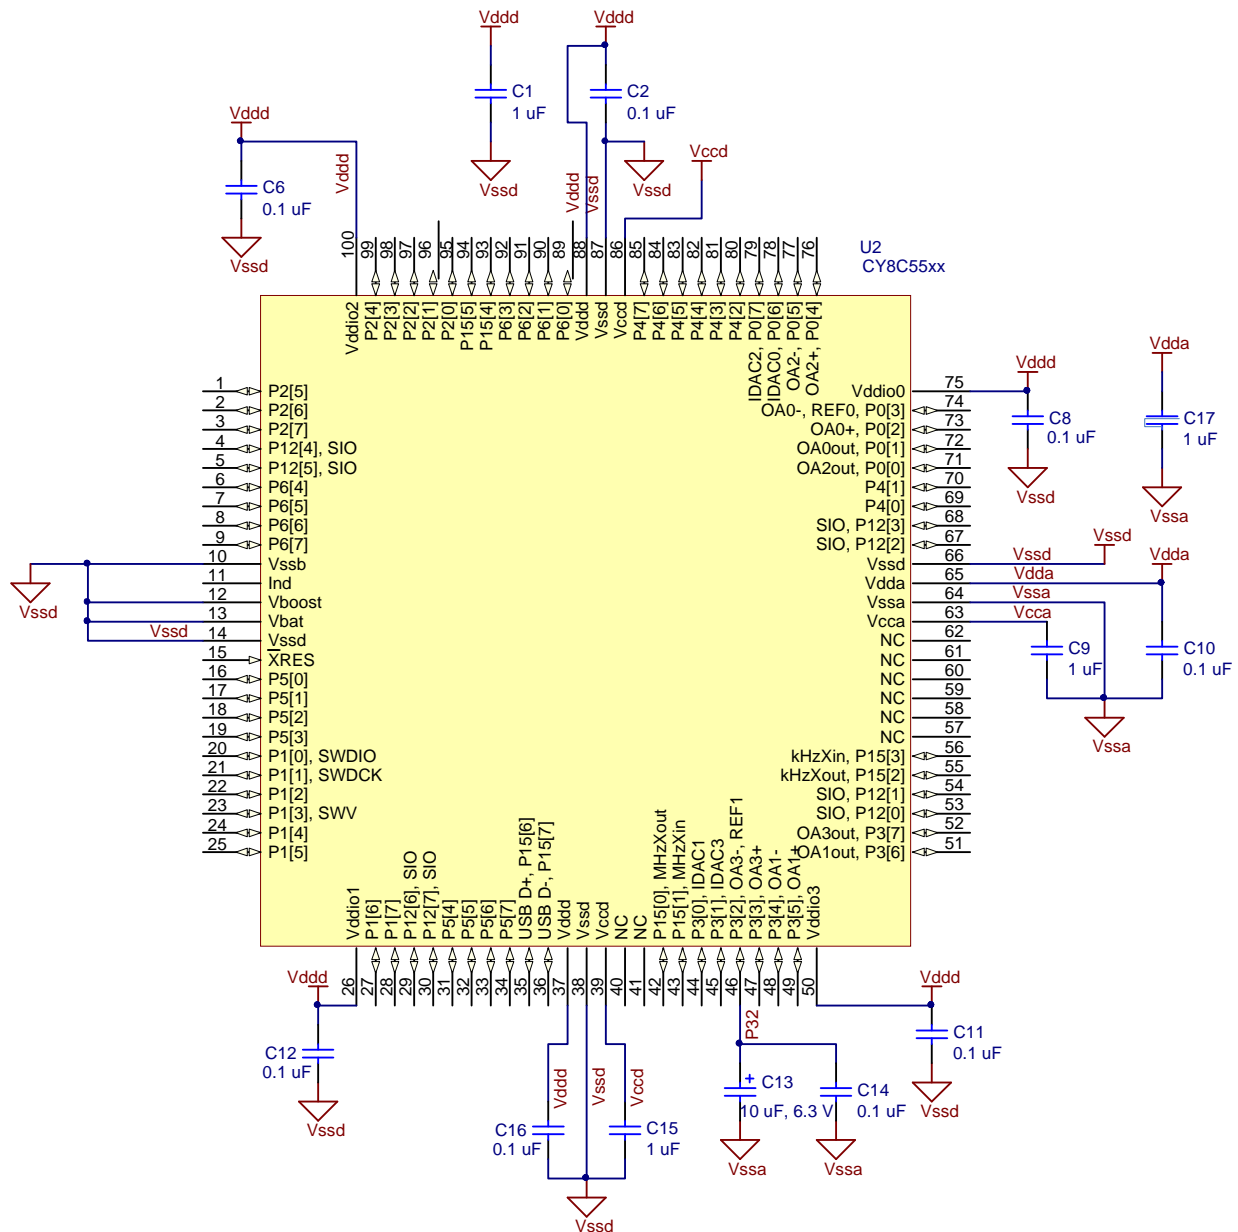 Vddd
C1
1 uF
Vssd
Vddd
C2
0.1 uF
Vssd
Vccd
Vddd
C6
0.1 uF
Vssd
Vddd
Vddd
Vssd
U2
CY8C55xx
100 Vddio2
99 P2[4]
98 P2[3]
97 P2[2]
96 P2[1]
95 P2[0]
94 P15[5]
93 P15[4]
92 P6[3]
91 P6[2]
90 P6[1]
89 P6[0]
88 Vddd
87 Vssd
86 Vccd
85 P4[7]
84 P4[6]
83 P4[5]
82 P4[4]
81 P4[3]
80 P4[2]
79 IDAC2, P0[7]
78 IDAC0, P0[6]
77 OA2-, P0[5]
76 OA2+, P0[4]
1 P2[5]
2 P2[6]
3 P2[7]
4 P12[4], SIO
5 P12[5], SIO
6 P6[4]
7 P6[5]
8 P6[6]
9 P6[7]
10 Vssb
11 Ind
12 Vboost
13 Vbat
Vssd 14 Vssd
15 XRES
16 P5[0]
17 P5[1]
18 P5[2]
19 P5[3]
20 P1[0], SWDIO
21 P1[1], SWDCK
22 P1[2]
23 P1[3], SWV
24 P1[4]
25 P1[5]
Vssd
Vddio0 75
OA0-, REF0, P0[3] 74
OA0+, P0[2] 73
OA0out, P0[1] 72
OA2out, P0[0] 71
P4[1] 70
P4[0] 69
SIO, P12[3] 68
SIO, P12[2] 67
Vssd 66 Vssd
Vdda 65 Vdda
Vssa 64 Vssa
Vcca 63 Vcca
NC 62
NC 61
NC 60
NC 59
NC 58
NC 57
kHzXin, P15[3] 56
kHzXout, P15[2] 55
SIO, P12[1] 54
SIO, P12[0] 53
OA3out, P3[7] 52
OA1out, P3[6] 51
Vddd
C8
0.1 uF
Vssd
Vdda
C17
1 uF
Vssa
Vssd
Vdda
C9
1 uF
C10
0.1 uF
Vssa
26 Vddio1
27 P1[6]
28 P1[7]
29 P12[6], SIO
30 P12[7], SIO
31 P5[4]
32 P5[5]
33 P5[6]
34 P5[7]
35 USB D+, P15[6]
36 USB D-, P15[7]
37 Vddd
38 Vssd
39 Vccd
40 NC
41 NC
42 P15[0], MHzXout
43 P15[1], MHzXin
44 P3[0], IDAC1
45 P3[1], IDAC3
46 P3[2], OA3-, REF1
47 P3[3], OA3+
48 P3[4], OA1-
49 P3[5], OA1+
50 Vddio3
Vddd
C12
0.1 uF
Vssd
Vddd
Vssd
Vccd
C16
0.1 uF
C15
1 uF
Vssd
P32
+
C13
10 uF, 6.3 V
Vssa
C14
0.1 uF
Vssa
Vddd
C11
0.1 uF
Vssd